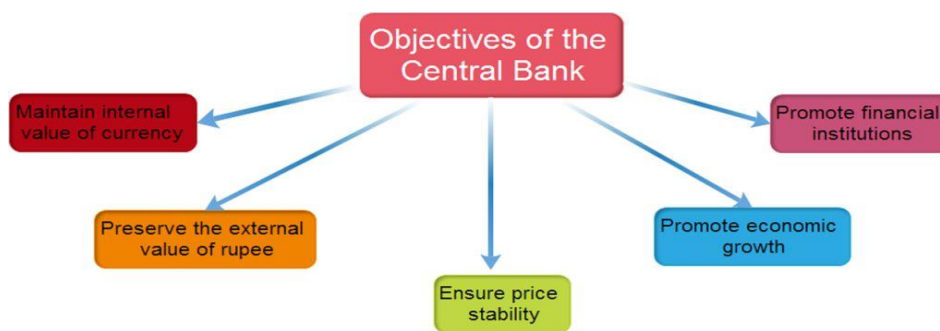 Objectives of the
Central Bank
Maintain internal
value of currency
Preserve the external
value of rupee
Ensure price
stability
Promote economic
growth
Promote financial
institutions